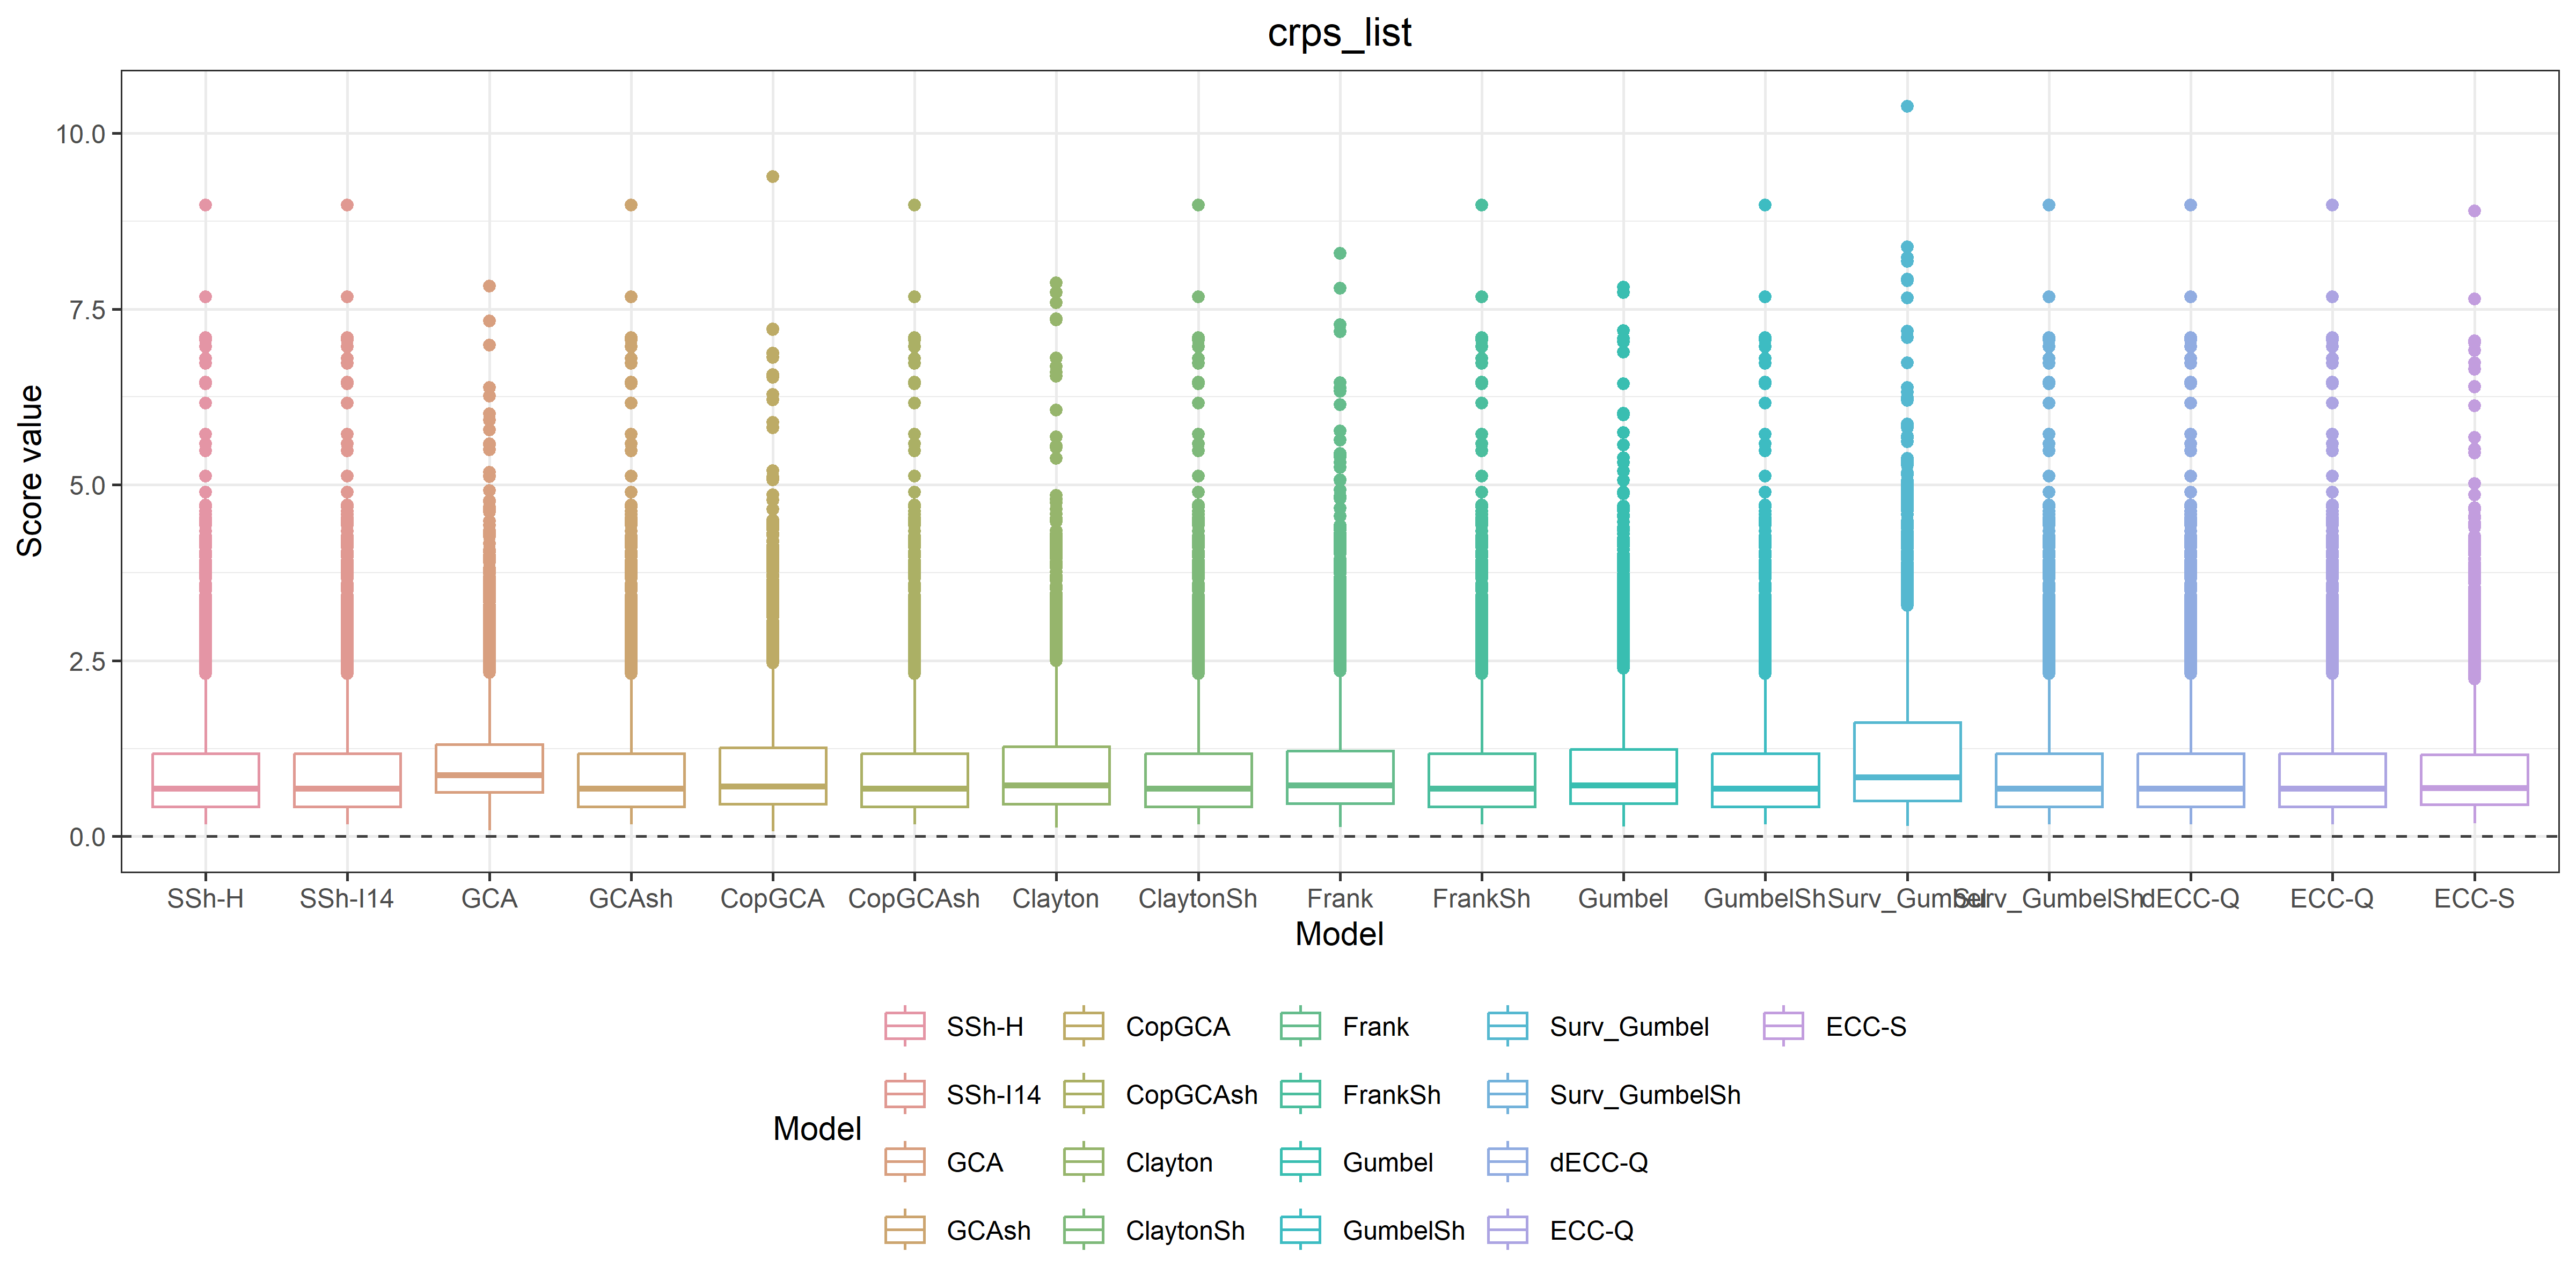 crps_list
Score value
10.0
7.5
5.0
2.5
0.0
SSh-H SSh-I14 GCA GCAsh CopGCA CopGCAsh Clayton ClaytonSh Frank FrankSh Gumbel GumbelSh Surv_Gumbel Surv_GumbelSh dECC-Q ECC-Q ECC-S
Model
Model
SSh-H CopGCA Frank Surv_Gumbel ECC-S
SSh-I14 CopGCAsh FrankSh Surv_GumbelSh
GCA Clayton Gumbel dECC-Q
GCAsh ClaytonSh GumbelSh ECC-Q